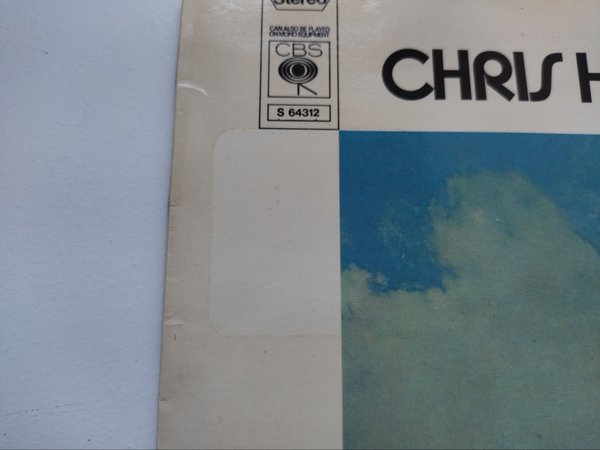 Stereo
CAN ALSO BE PLAYED
ON MONO EQUIPMENT
CBS
S 64312
CHRIS H